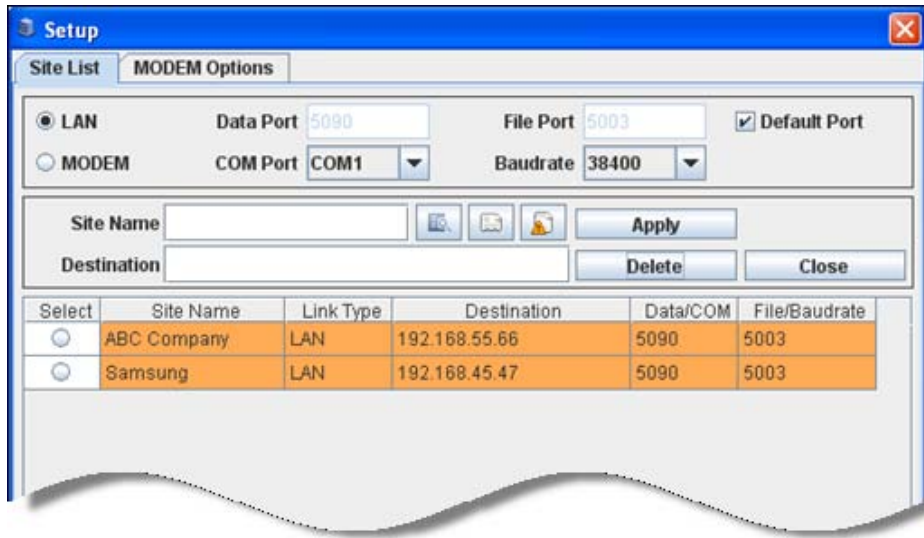 Setup
Site List MODEM Options
LAN Data Port 5090 File Port 5003 Default Port
MODEM COM Port COM1 Baudrate 38400
Site Name Apply
Destination Delete Close
Select Site Name Link Type Destination Data/COM File/Baudrate
ABC Company LAN 192.168.55.66 5090 5003
Samsung LAN 192.168.45.47 5090 5003